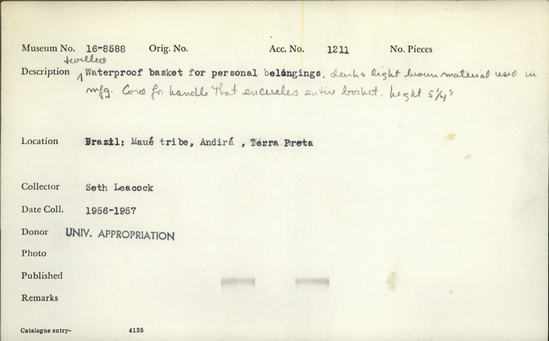 Museum No. 16-8588 Orig. No. Acc. No. 1211 No. Pieces
twilled
Description ^ Waterproof basket for personal belongings. dark & light brown material used in
mfg. Cord for handle that encircles entire basket. height 5¼"
Location Brazil: Maué tribe, Andirá , Terra Preta
Collector Seth Leacock
Date Coll. 1956-1957
Donor UNIV. APPROPRIATION
Photo
Published
Remarks
Catalogue entry- 4135